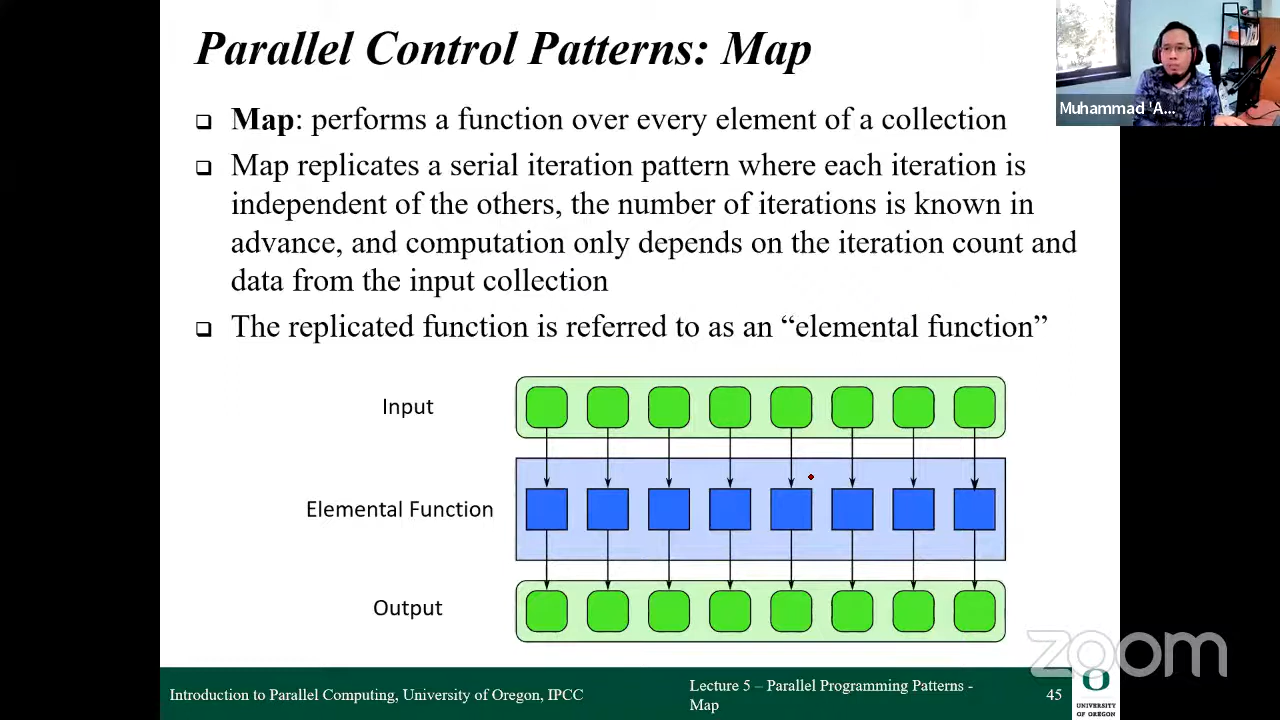 Parallel Control Patterns: Map
Muhammad 'A...
Map: performs a function over every element of a collection
Map replicates a serial iteration pattern where each iteration is
independent of the others, the number of iterations is known in
advance, and computation only depends on the iteration count and
data from the input collection
The replicated function is referred to as an “elemental function”
Input
Elemental Function
Output
zoom
Introduction to Parallel Computing, University of Oregon, IPCC
Lecture 5 – Parallel Programming Patterns -
Map
45
O
UNIVERSITY
OF OREGON